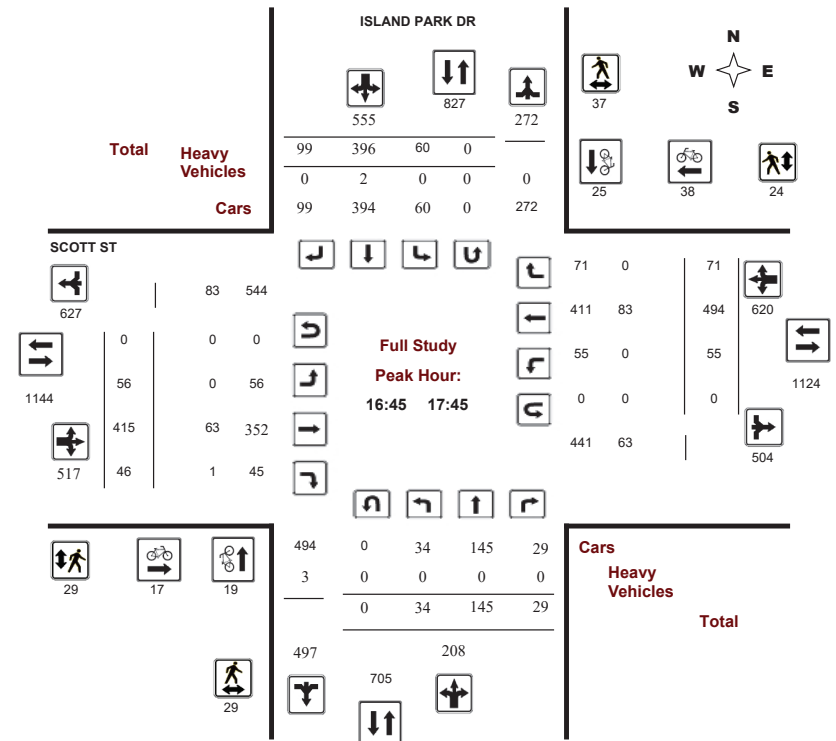 ISLAND PARK DR
N
W E
S
827
37
555 272
Total Heavy Vehicles
99 396 60 0
0 2 0 0 0
25 38 24
Cars 99 394 60 0 272
SCOTT ST
627
83 544
71 0 71
411 83 494 620
0 0 0
Full Study
Peak Hour:
16:45 17:45
55 0 55
1144
56 0 56
1124
0 0 0
415 63 352
441 63
504
517
46 1 45
494 0 34 145 29
Cars
3 0 0 0 0
Heavy
Vehicles
29 17 19
0 34 145 29
Total
497 208
705
29